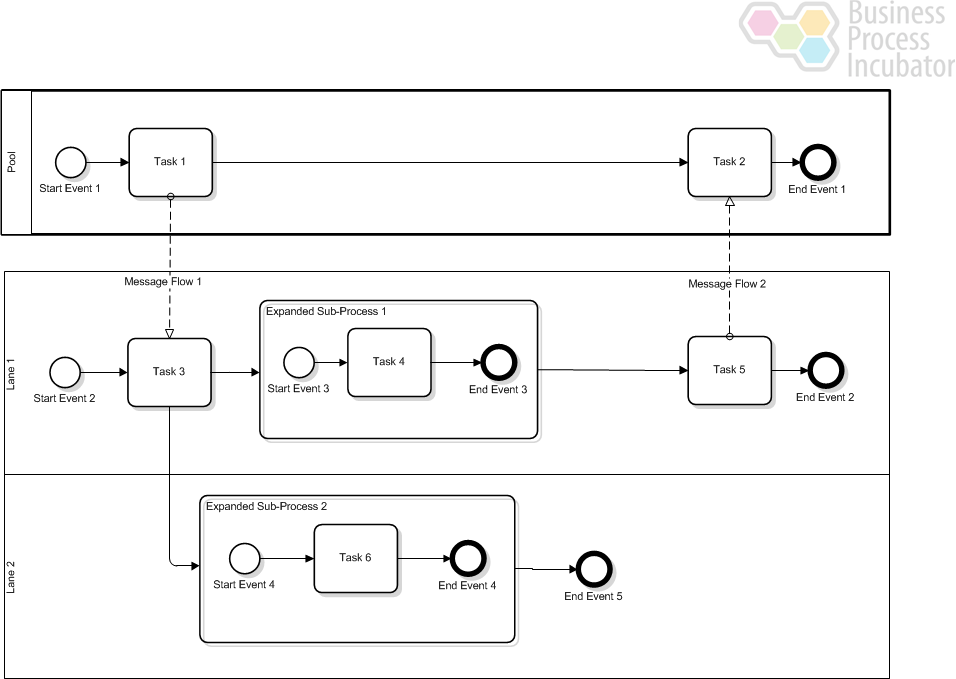 Business
Process
Incubator
Pool
Task 1
Task 2
Start Event 1
End Event 1
Message Flow 1
Message Flow 2
Lane 1
Expanded Sub-Process 1
Task 3
Task 4
Task 5
Start Event 2
Start Event 3
End Event 3
End Event 2
Lane 2
Expanded Sub-Process 2
Task 6
Start Event 4
End Event 4
End Event 5